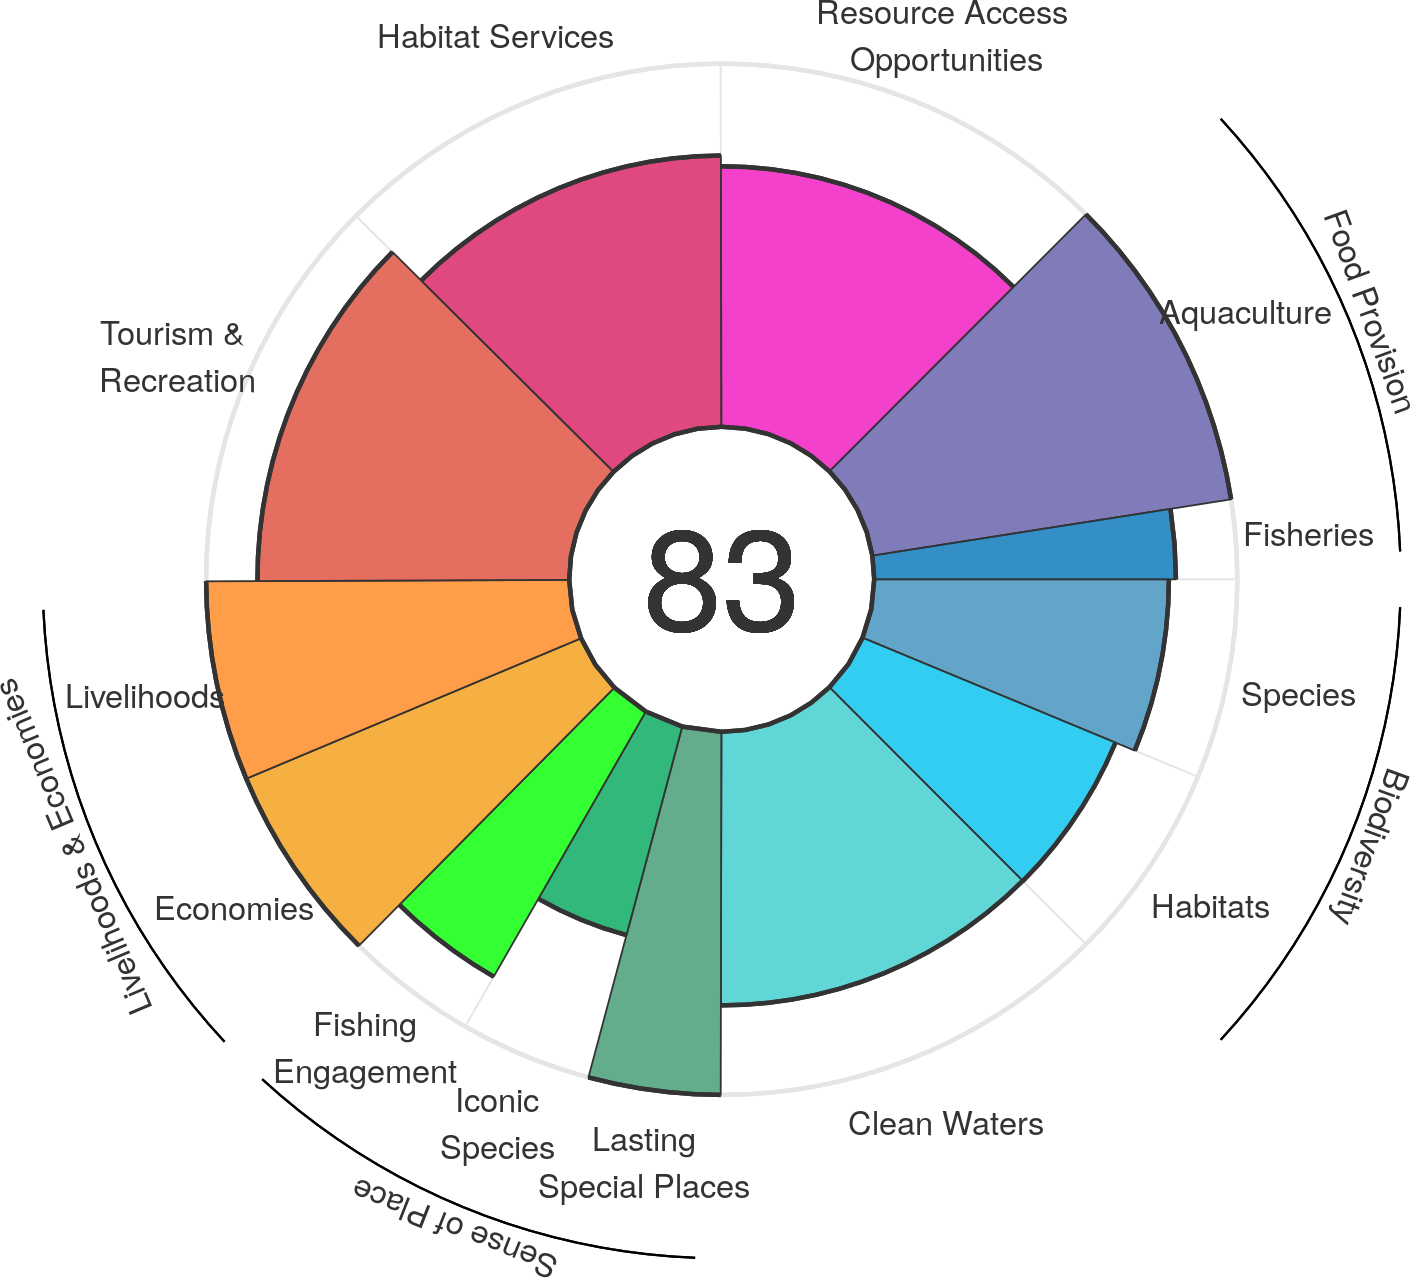 Resource Access
Opportunities
Habitat Services
Food Provision
Aquaculture
Tourism &
Recreation
Fisheries
83
Species
Livelihoods
Livelihoods & Economies
Biodiversity
Habitats
Economies
Fishing
Engagement
Iconic
Species
Clean Waters
Lasting
Special Places
Sense of Place